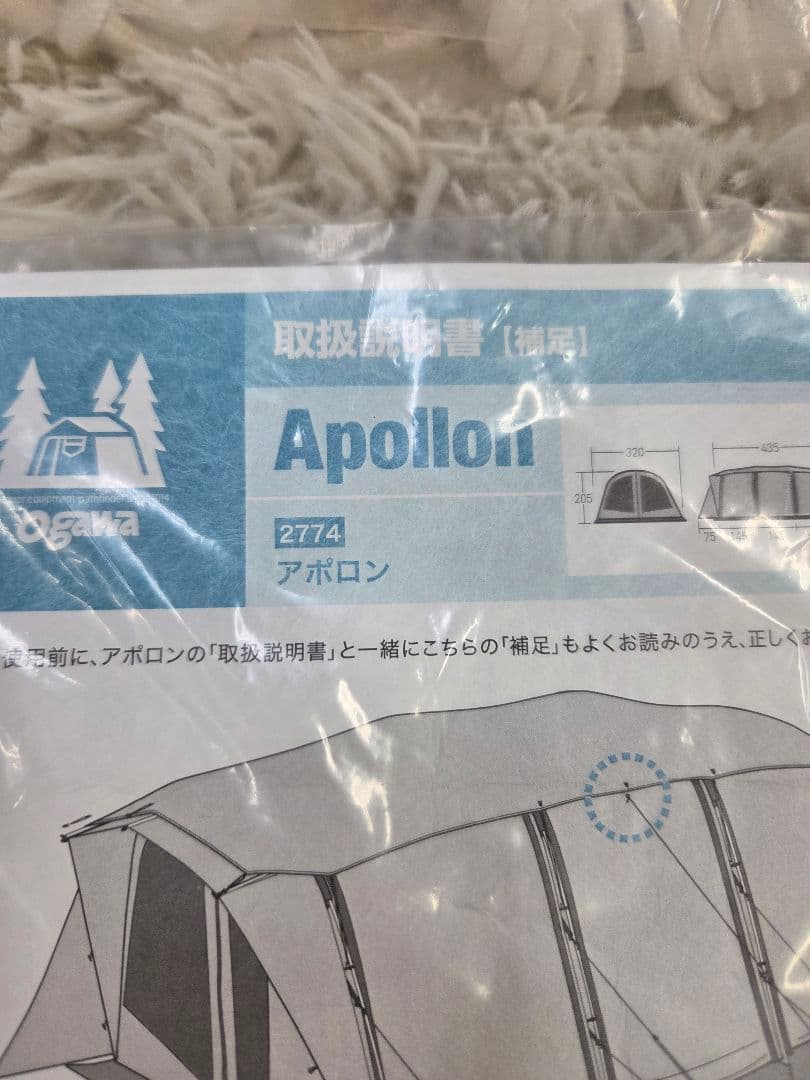 取扱説明書【補足】
Apollon
320
435
205
75 145 145
ogawa
2774
アポロン
使用前に、アポロンの「取扱説明書」と一緒にこちらの「補足」もよくお読みのうえ、正しくお